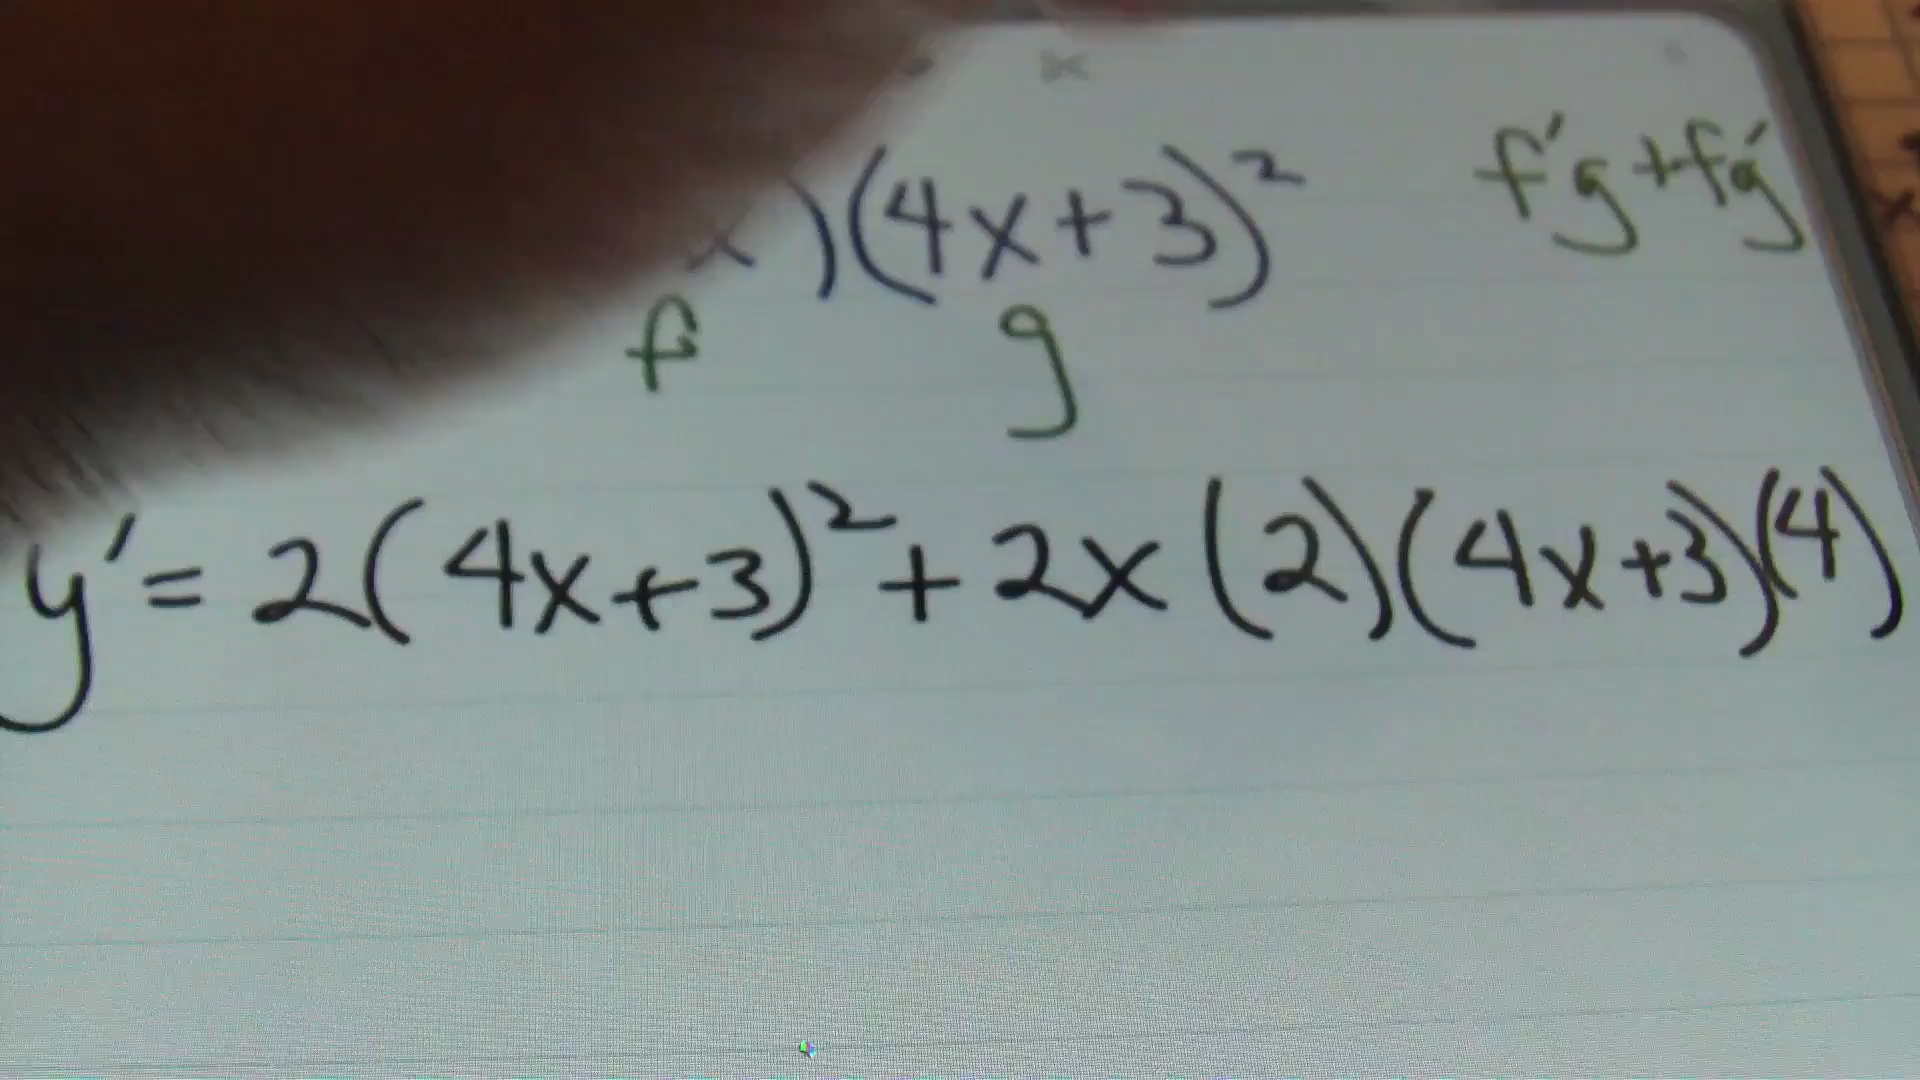 x)(4x+3)² f'g+fg'
f g
y'=2(4x+3)²+2x(2)(4x+3)(4)